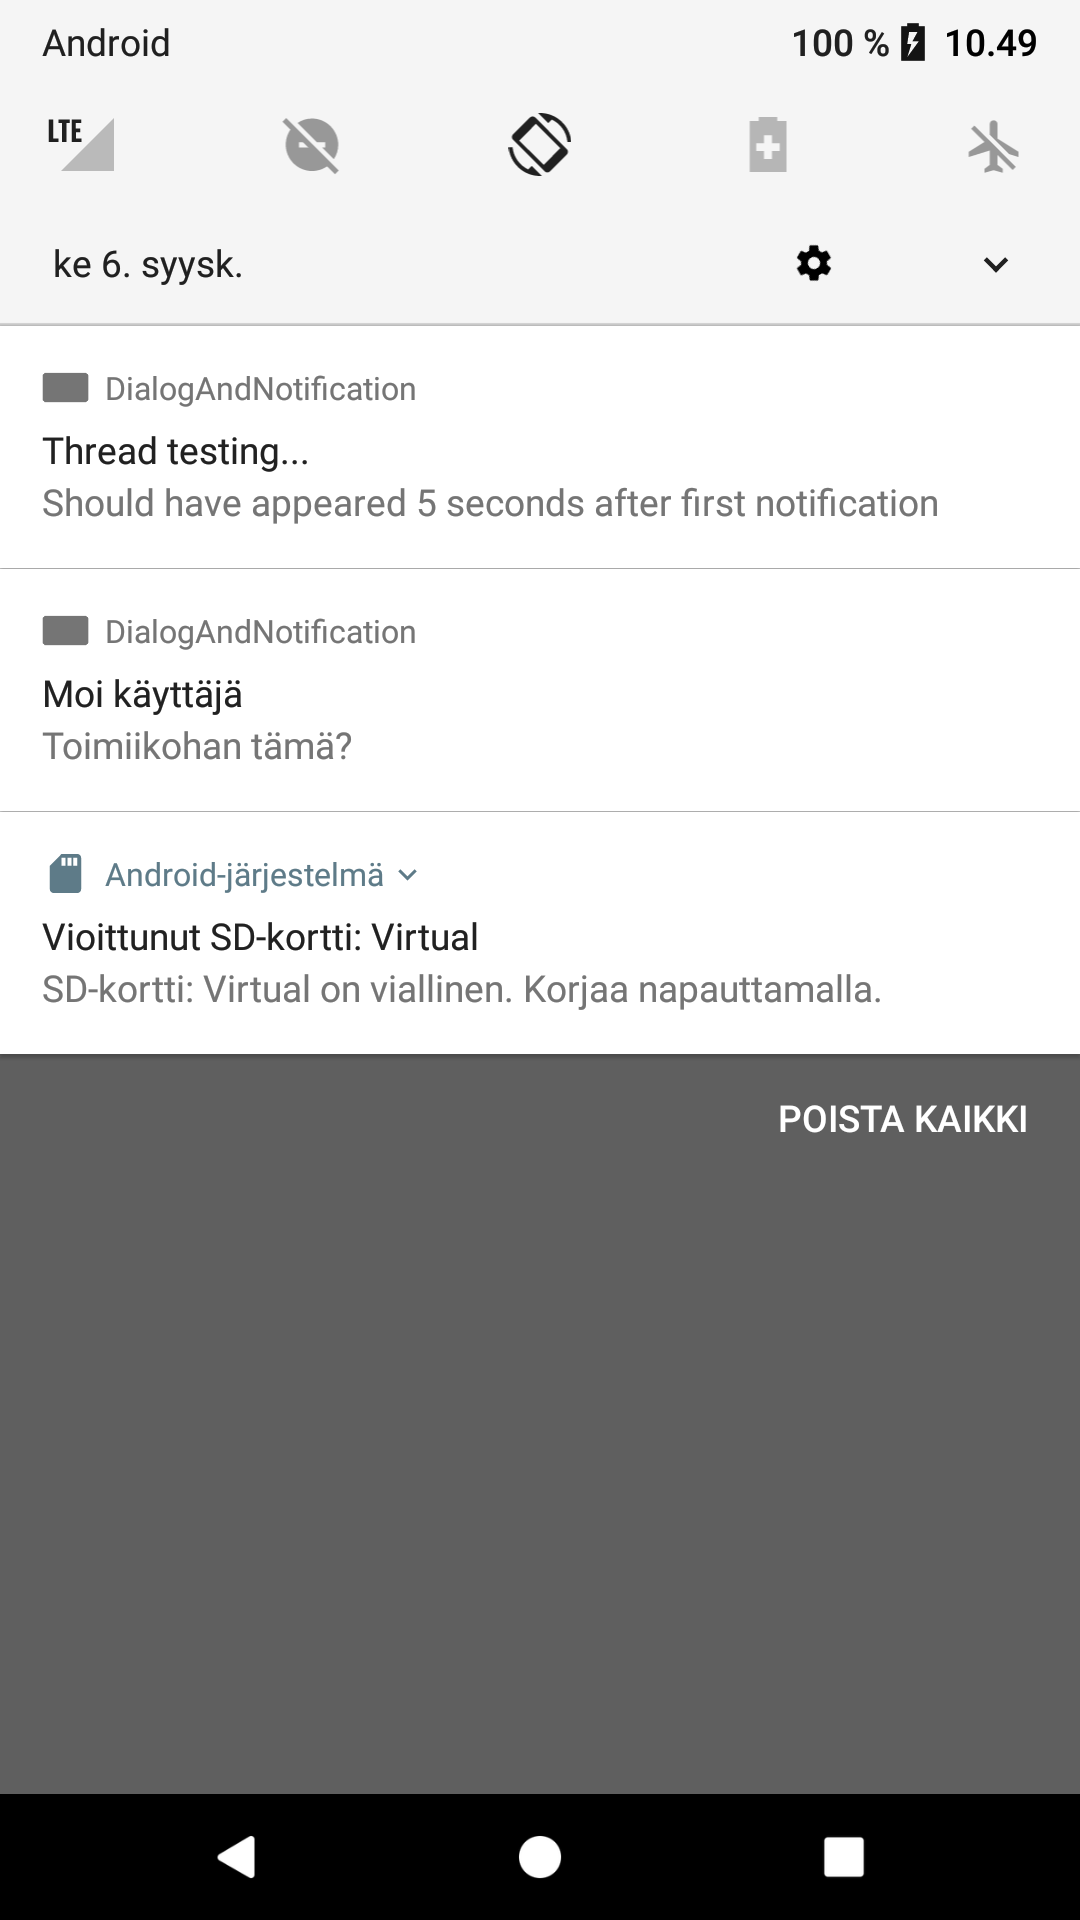 Android 100 % 10.49
LTE
ke 6. syysk.
DialogAndNotification
Thread testing...
Should have appeared 5 seconds after first notification
DialogAndNotification
Moi käyttäjä
Toimiikohan tämä?
Android-järjestelmä
Vioittunut SD-kortti: Virtual
SD-kortti: Virtual on viallinen. Korjaa napauttamalla.
POISTA KAIKKI